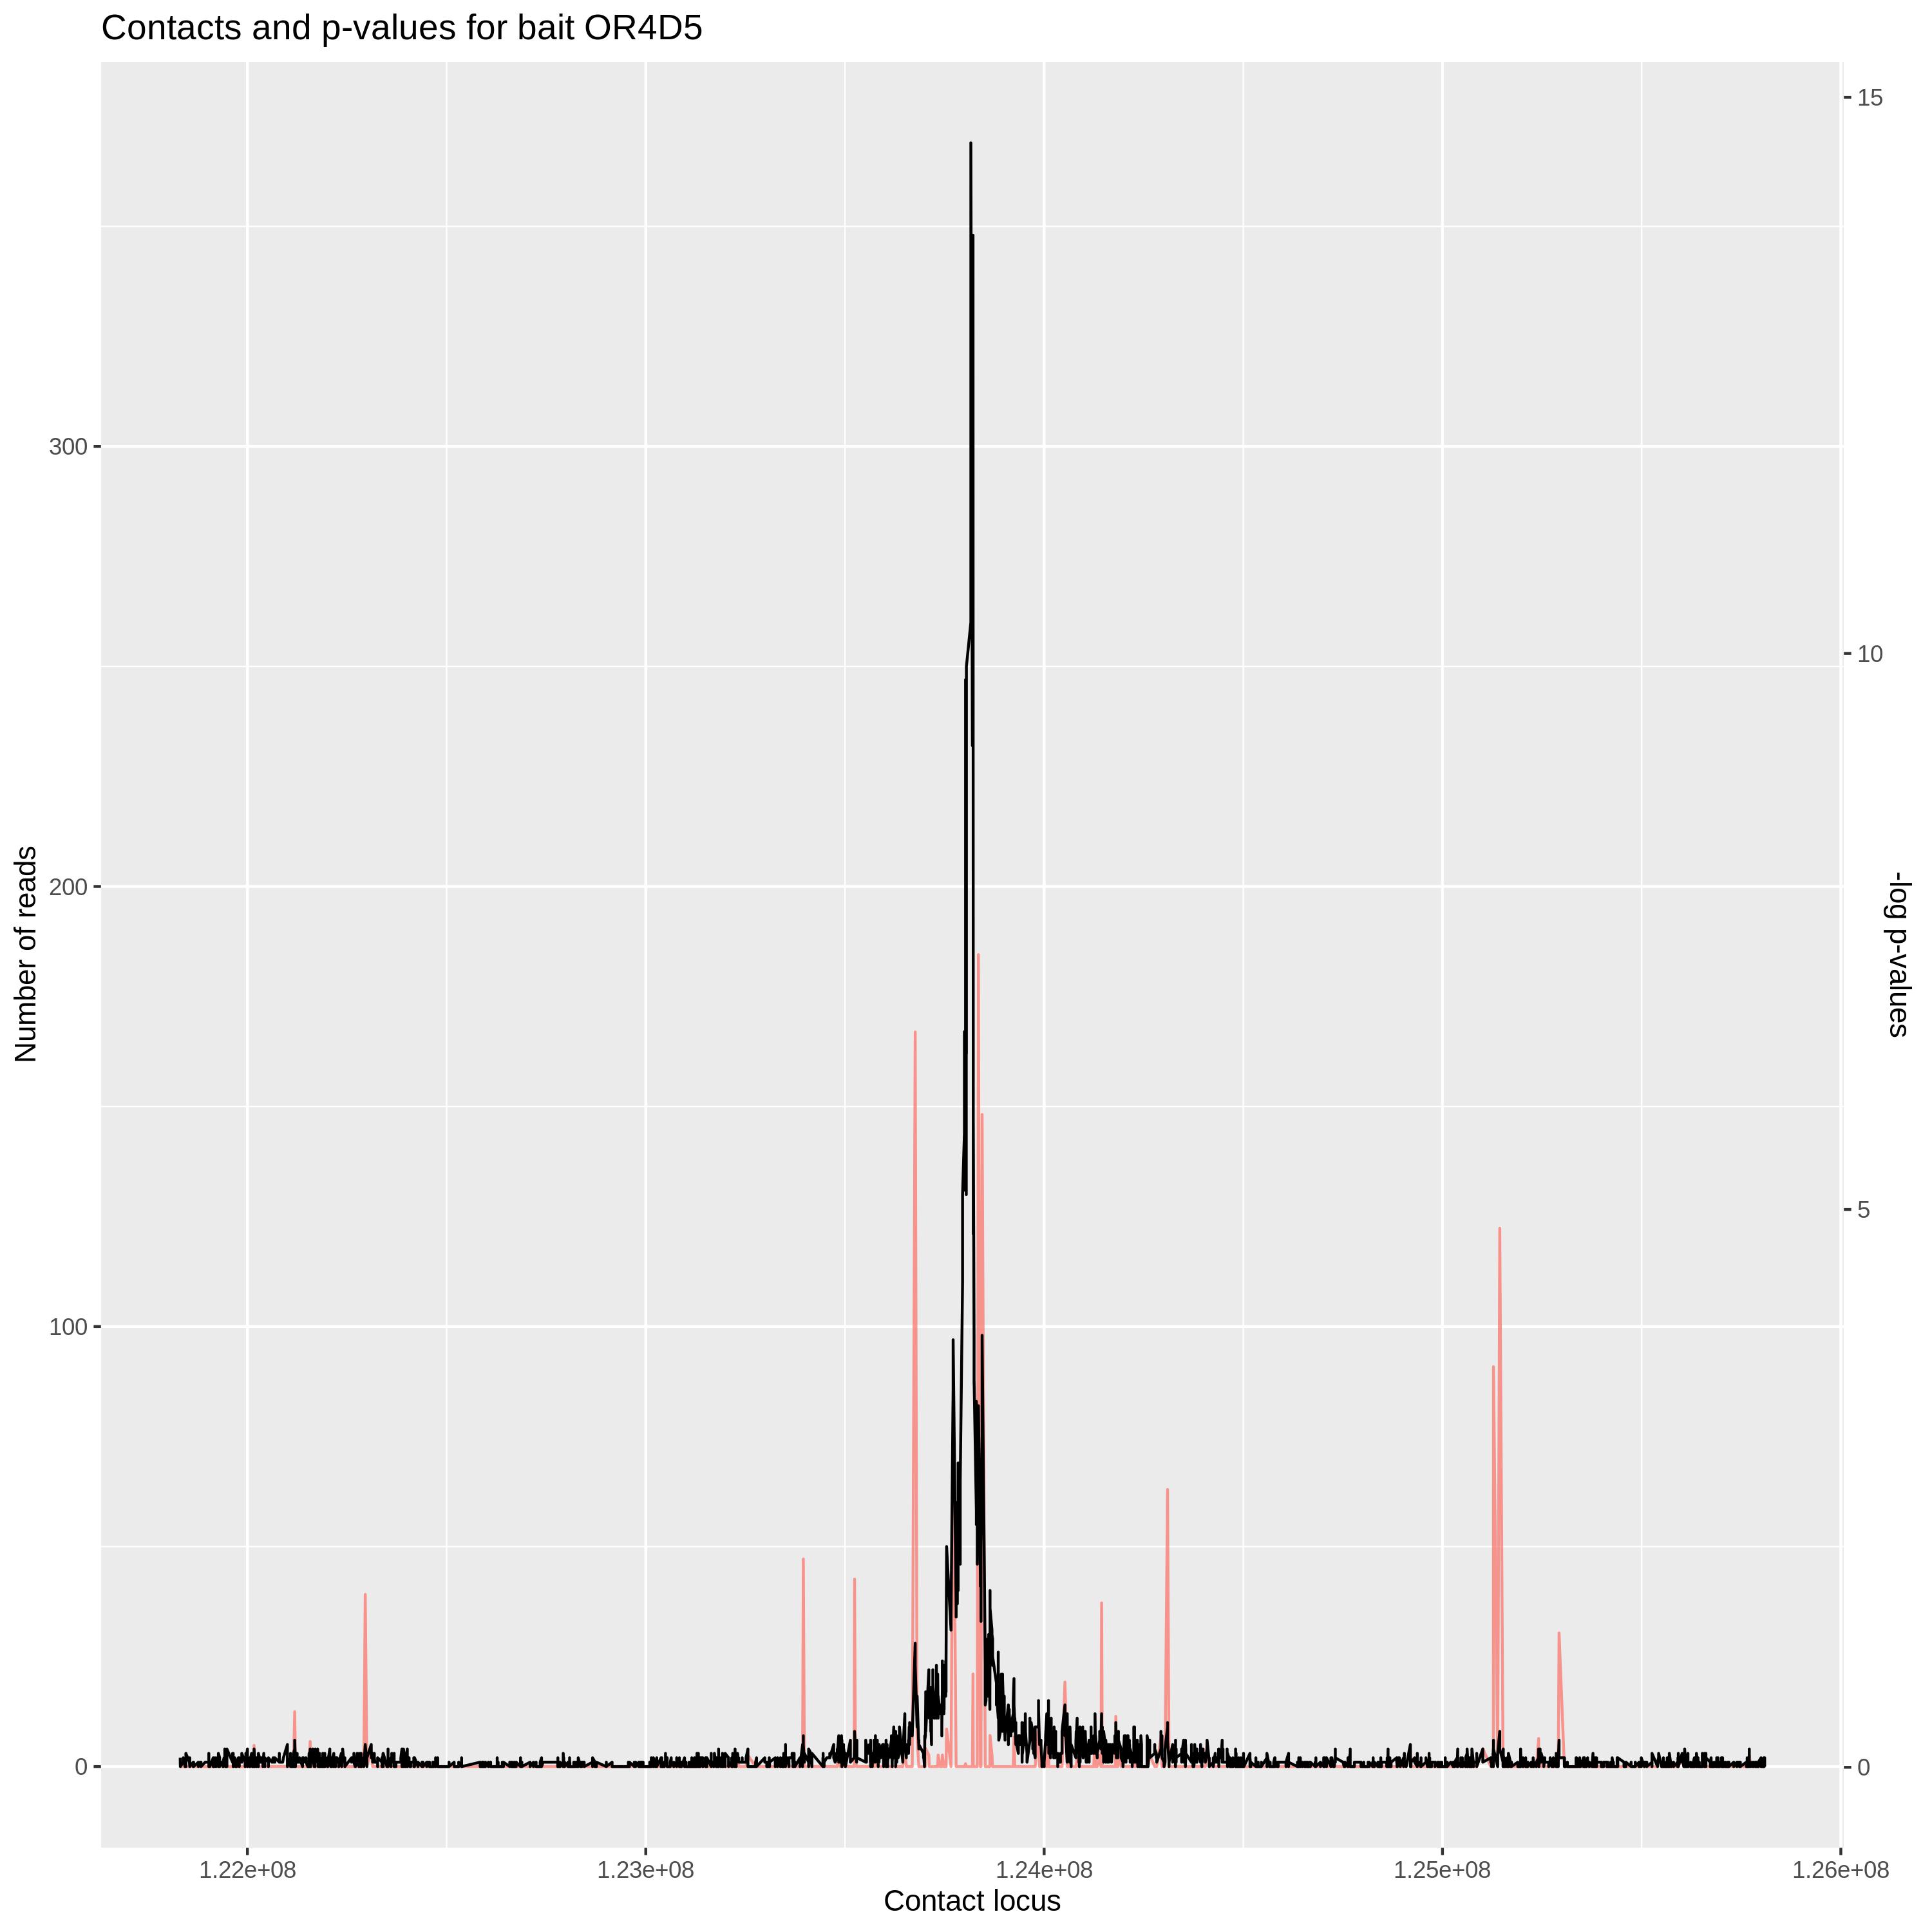 Contacts and p-values for bait OR4D5
15
10
5
0
300
200
100
0
Number of reads
-log p-values
1.22e+08
1.23e+08
1.24e+08
1.25e+08
1.26e+08
Contact locus